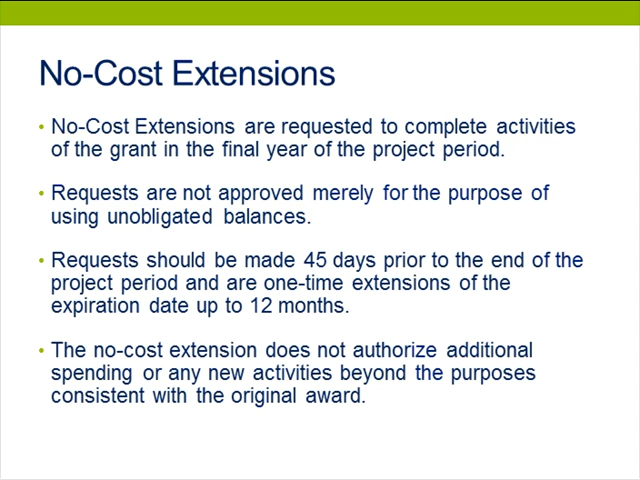 No-Cost Extensions
• No-Cost Extensions are requested to complete activities
of the grant in the final year of the project period.
• Requests are not approved merely for the purpose of
using unobligated balances.
• Requests should be made 45 days prior to the end of the
project period and are one-time extensions of the
expiration date up to 12 months.
• The no-cost extension does not authorize additional
spending or any new activities beyond the purposes
consistent with the original award.